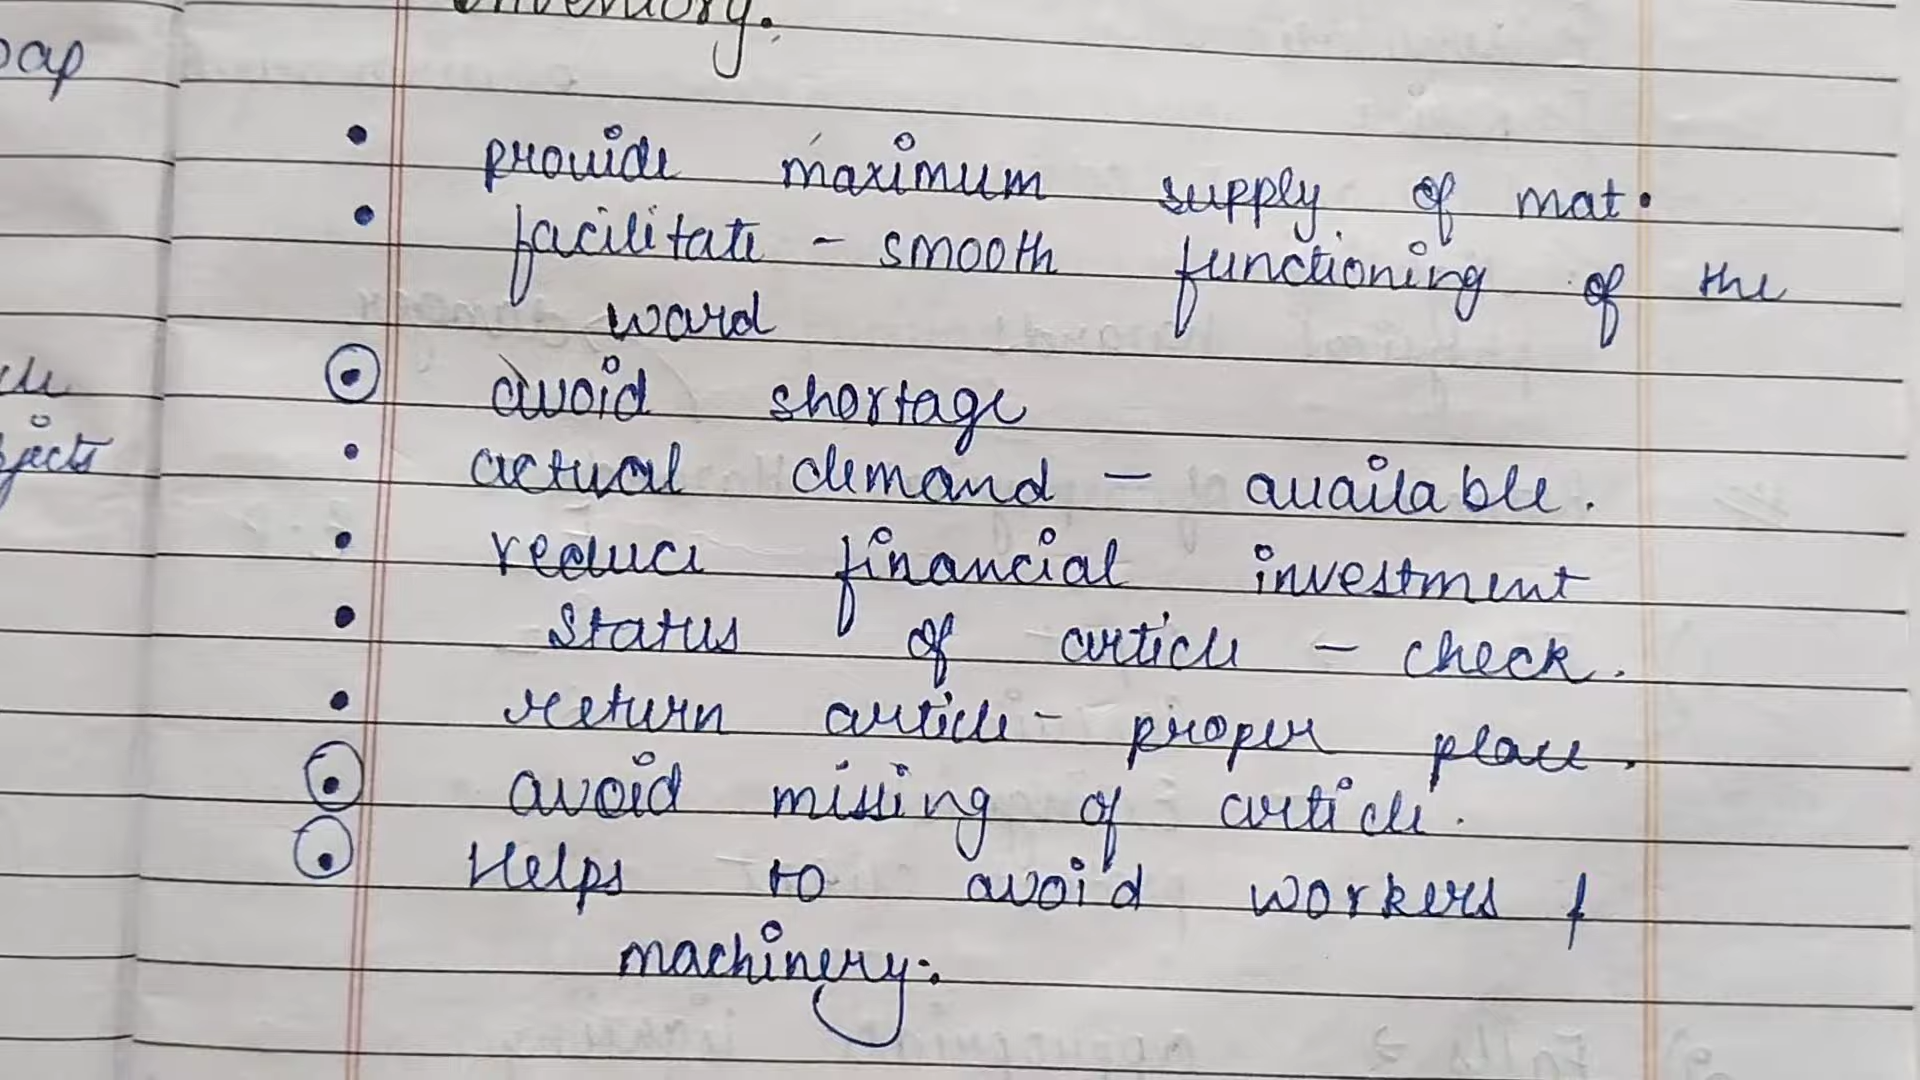 inventory.
• provide maximum supply of mat.
• facilitate - smooth functioning of the
ward
• avoid shortage
• actual demand - available.
• reduce financial investment
• status of article - check.
• return article - proper place.
• avoid missing of article.
• Helps to avoid workers &
machinery.
jects